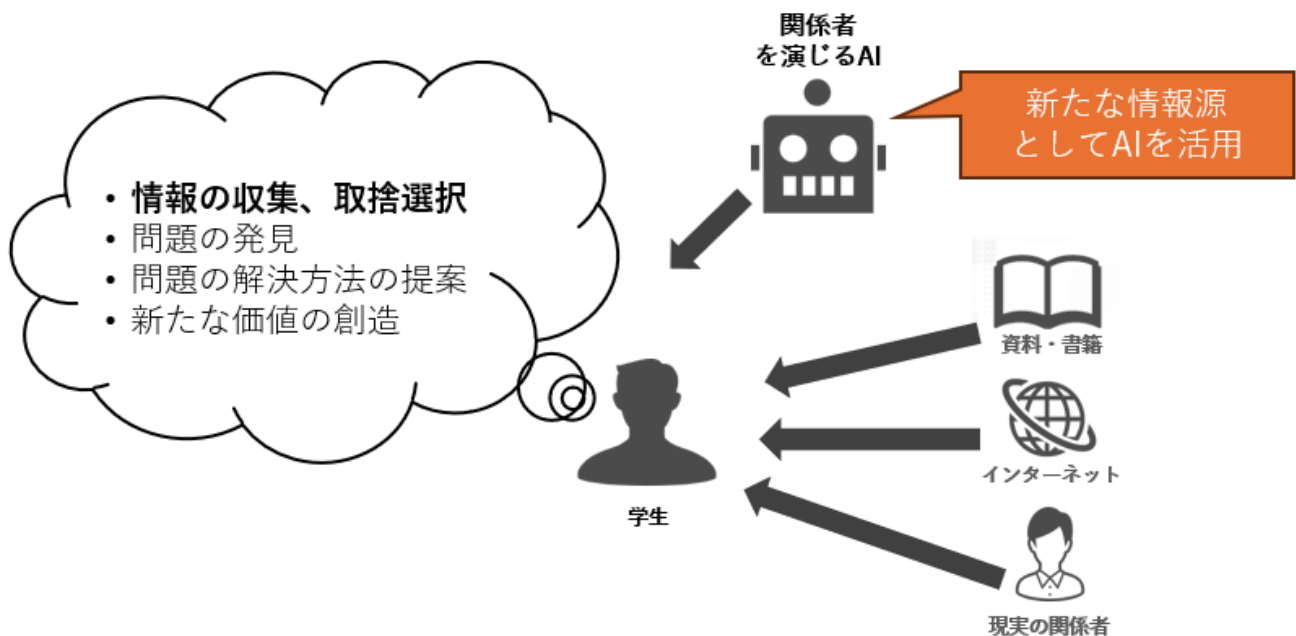 関係者
を演じるAI
新たな情報源
としてAIを活用
• 情報の収集、取捨選択
• 問題の発見
• 問題の解決方法の提案
• 新たな価値の創造
資料・書籍
インターネット
学生
現実の関係者